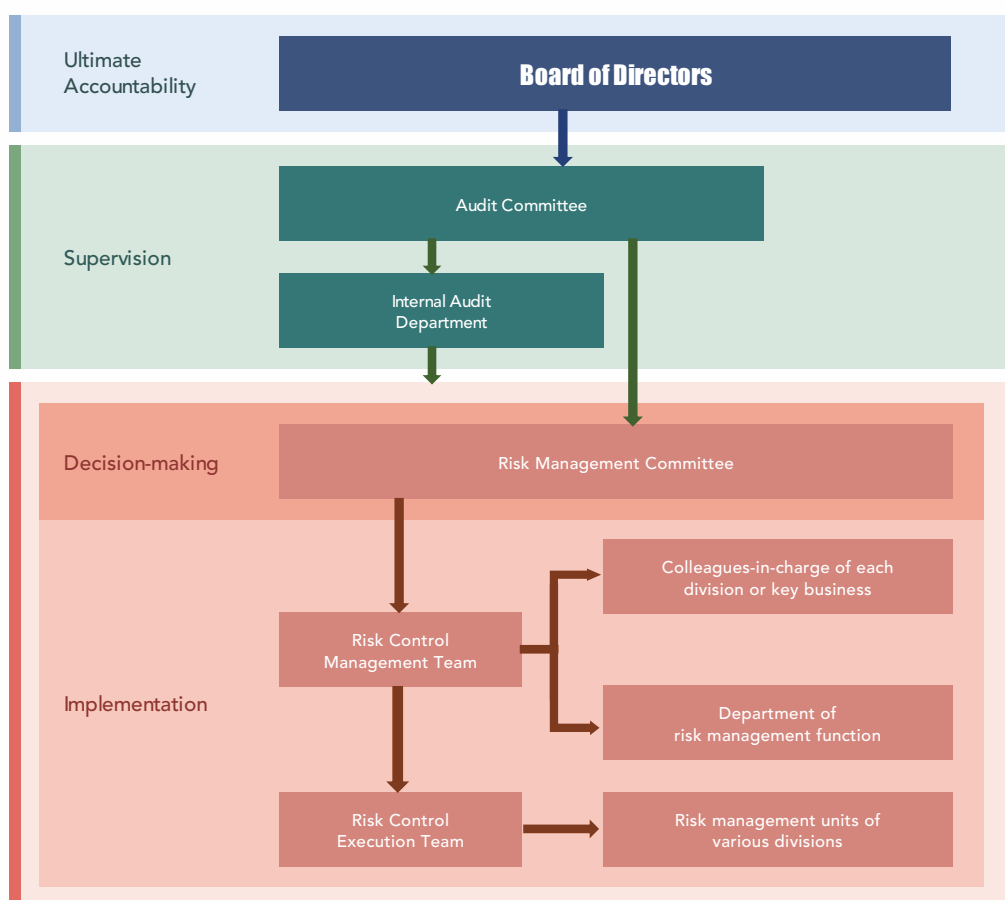 Ultimate
Accountability
Board of Directors
Supervision
Audit Committee
Internal Audit
Department
Decision-making
Risk Management Committee
Implementation
Colleagues-in-charge of each
division or key business
Risk Control
Management Team
Department of
risk management function
Risk Control
Execution Team
Risk management units of
various divisions